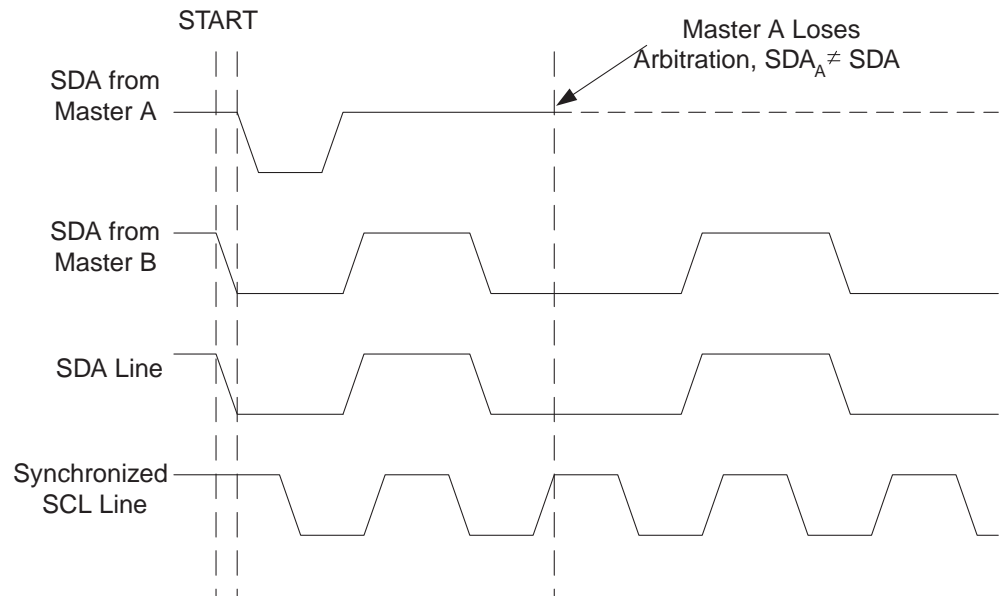 START
Master A Loses
Arbitration, SDA_A ≠ SDA
SDA from
Master A
SDA from
Master B
SDA Line
Synchronized
SCL Line